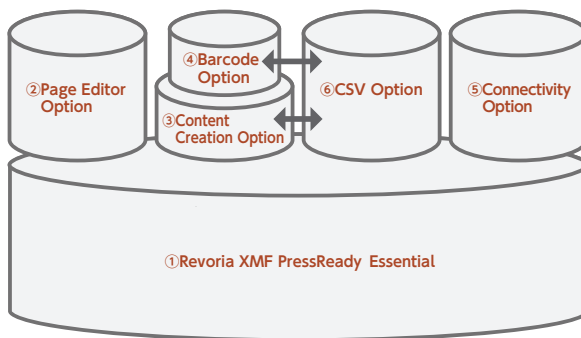 ②Page Editor
Option
④Barcode
Option
③Content
Creation Option
⑥CSV Option
⑤Connectivity
Option
①Revoria XMF PressReady Essential